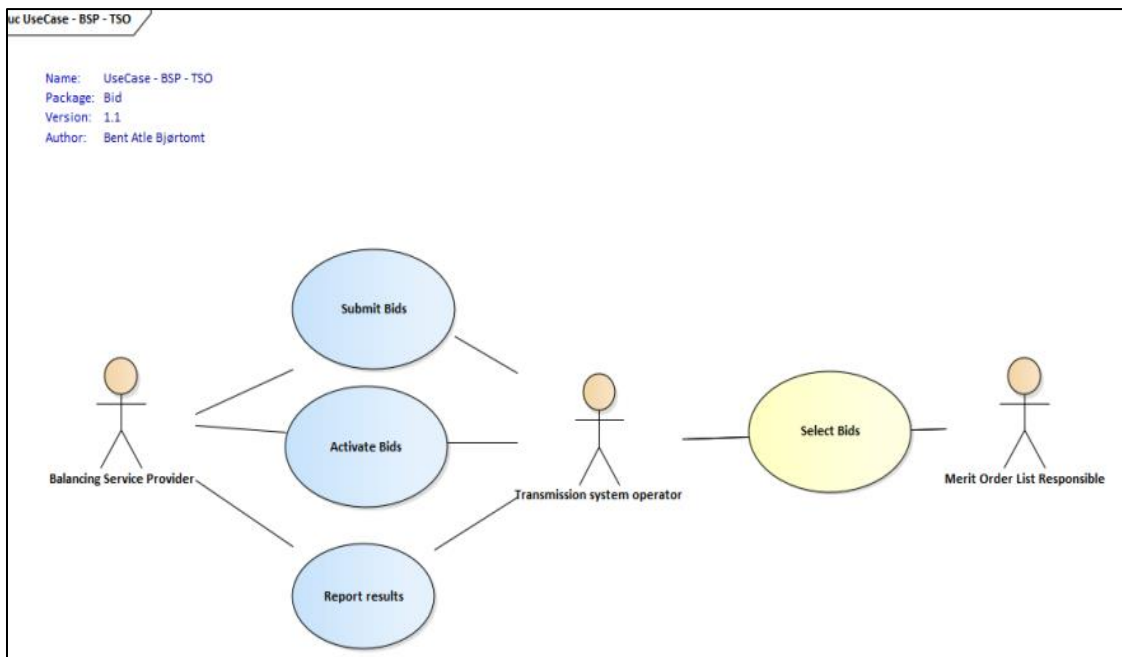 uc UseCase - BSP - TSO
Name: UseCase - BSP - TSO
Package: Bid
Version: 1.1
Author: Bent Atle Bjørtomt
Submit Bids
Activate Bids
Select Bids
Balancing Service Provider
Transmission system operator
Merit Order List Responsible
Report results